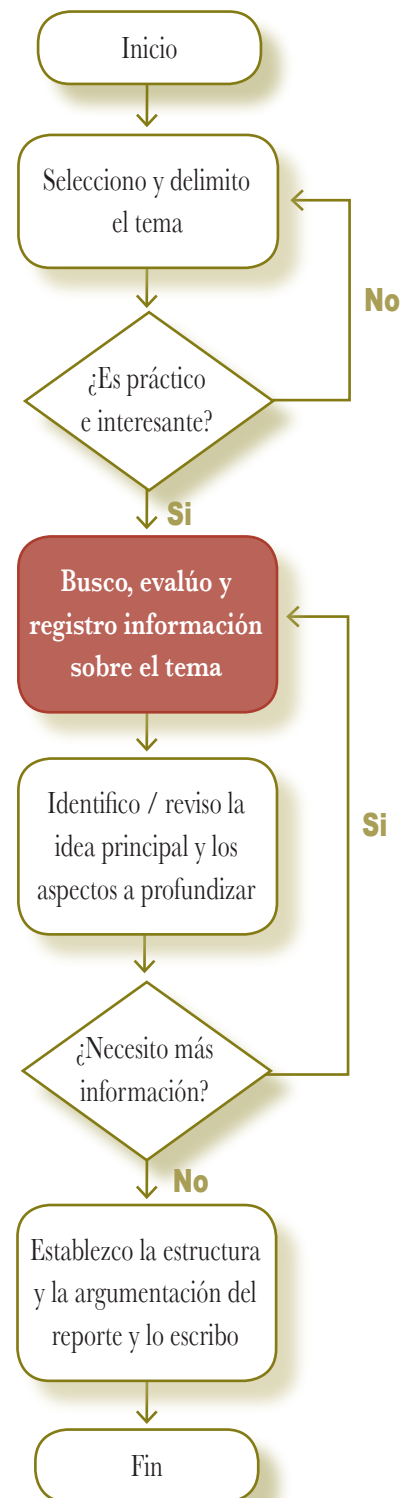 Inicio
Selecciono y delimito
el tema
No
¿Es práctico
e interesante?
Si
Busco, evalúo y
registro información
sobre el tema
Identifico / reviso la
idea principal y los
aspectos a profundizar
Si
¿Necesito más
información?
No
Establezco la estructura
y la argumentación del
reporte y lo escribo
Fin